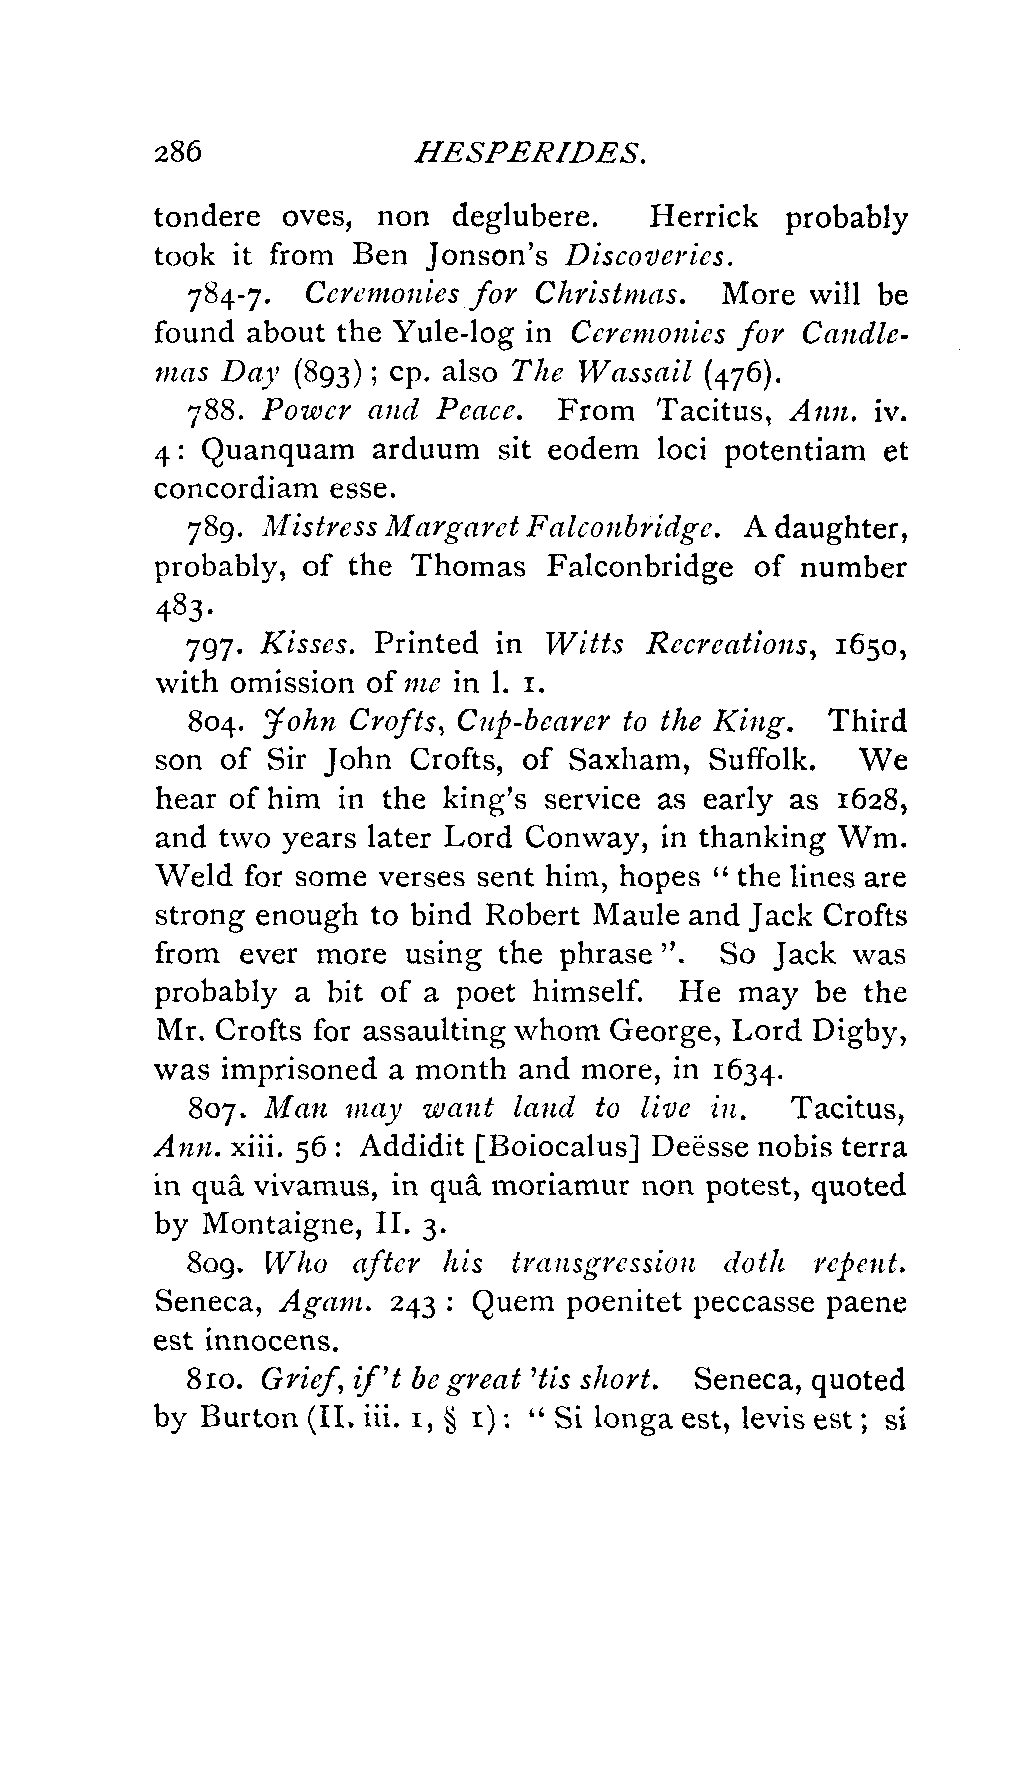 286 HESPERIDES.
tondere oves, non deglubere. Herrick probably
took it from Ben Jonson's Discoveries.
784-7. Ceremonies for Christmas. More will be
found about the Yule-log in Ceremonies for Candle-
mas Day (893); cp. also The Wassail (476).
788. Power and Peace. From Tacitus, Ann. iv.
4: Quanquam arduum sit eodem loci potentiam et
concordiam esse.
789. Mistress Margaret Falconbridge. A daughter,
probably, of the Thomas Falconbridge of number
483.
797. Kisses. Printed in Witts Recreations, 1650,
with omission of me in l. 1.
804. John Crofts, Cup-bearer to the King. Third
son of Sir John Crofts, of Saxham, Suffolk. We
hear of him in the king's service as early as 1628,
and two years later Lord Conway, in thanking Wm.
Weld for some verses sent him, hopes "the lines are
strong enough to bind Robert Maule and Jack Crofts
from ever more using the phrase". So Jack was
probably a bit of a poet himself. He may be the
Mr. Crofts for assaulting whom George, Lord Digby,
was imprisoned a month and more, in 1634.
807. Man may want land to live in. Tacitus,
Ann. xiii. 56: Addidit [Boiocalus] Deësse nobis terra
in quâ vivamus, in quâ moriamur non potest, quoted
by Montaigne, II. 3.
809. Who after his transgression doth repent.
Seneca, Agam. 243: Quem poenitet peccasse paene
est innocens.
810. Grief, if't be great 'tis short. Seneca, quoted
by Burton (II. iii. 1, § 1): "Si longa est, levis est; si